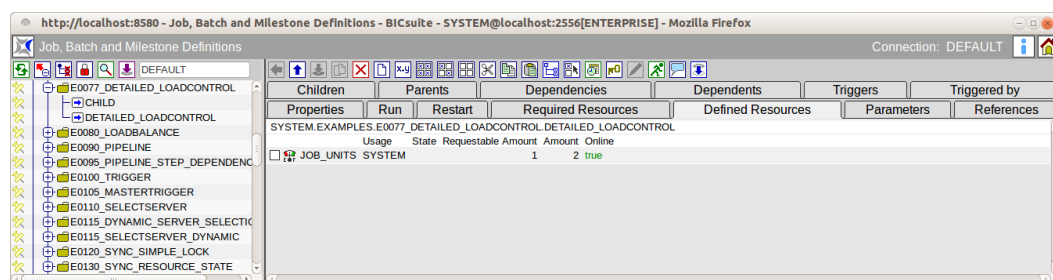 http://localhost:8580 - Job, Batch and Milestone Definitions - BICsuite - SYSTEM@localhost:2556[ENTERPRISE] - Mozilla Firefox
Job, Batch and Milestone Definitions
Connection: DEFAULT
DEFAULT
E0077_DETAILED_LOADCONTROL
CHILD
DETAILED_LOADCONTROL
E0080_LOADBALANCE
E0090_PIPELINE
E0095_PIPELINE_STEP_DEPENDENC
E0100_TRIGGER
E0105_MASTERTRIGGER
E0110_SELECTSERVER
E0115_DYNAMIC_SERVER_SELECTIC
E0115_SELECTSERVER_DYNAMIC
E0120_SYNC_SIMPLE_LOCK
E0130_SYNC_RESOURCE_STATE
Children Parents Dependencies Dependents Triggers Triggered by
Properties Run Restart Required Resources Defined Resources Parameters References
SYSTEM.EXAMPLES.E0077_DETAILED_LOADCONTROL.DETAILED_LOADCONTROL
Usage State Requestable Amount Amount Online
JOB_UNITS SYSTEM 1 2 true